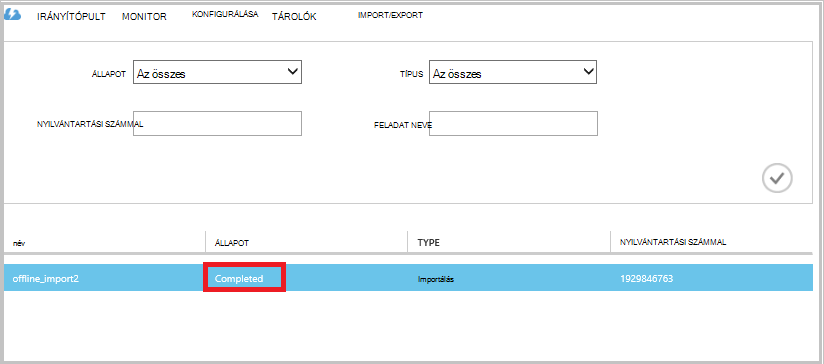 IRÁNYÍTÓPULT MONITOR KONFIGURÁLÁSA TÁROLÓK IMPORT/EXPORT
ÁLLAPOT Az összes TÍPUS Az összes
NYILVÁNTARTÁSI SZÁMMAL FELADAT NEVE
név ÁLLAPOT TYPE NYILVÁNTARTÁSI SZÁMMAL
offline_import2 Completed Importálás 1929846763